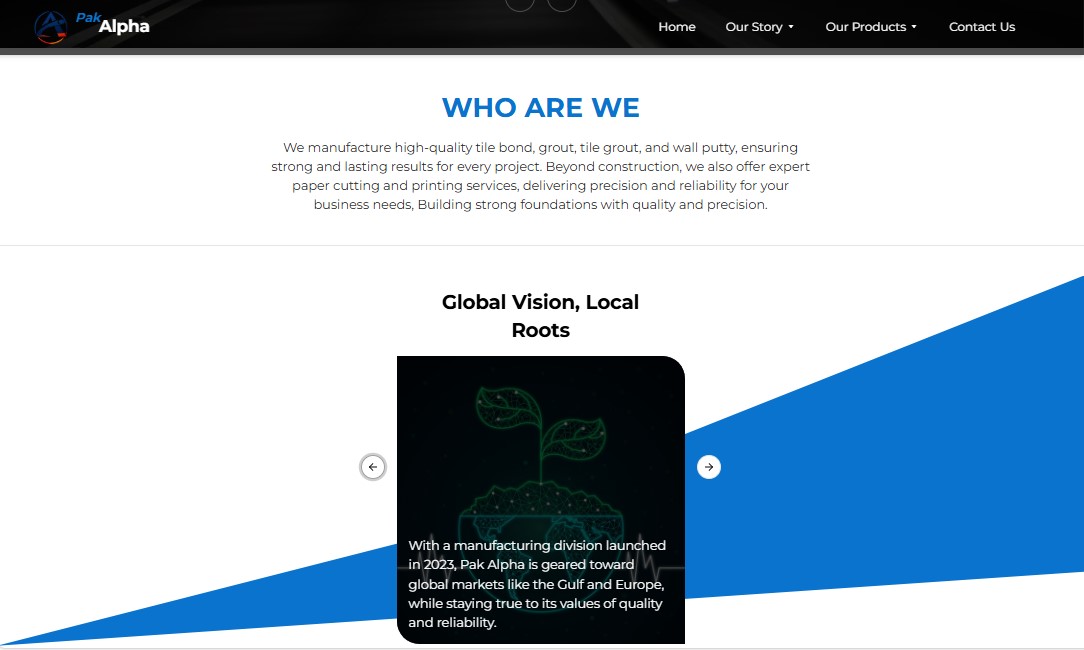 Pak Alpha
Home Our Story Our Products Contact Us
WHO ARE WE
We manufacture high-quality tile bond, grout, tile grout, and wall putty, ensuring
strong and lasting results for every project. Beyond construction, we also offer expert
paper cutting and printing services, delivering precision and reliability for your
business needs, Building strong foundations with quality and precision.
Global Vision, Local
Roots
With a manufacturing division launched
in 2023, Pak Alpha is geared toward
global markets like the Gulf and Europe,
while staying true to its values of quality
and reliability.